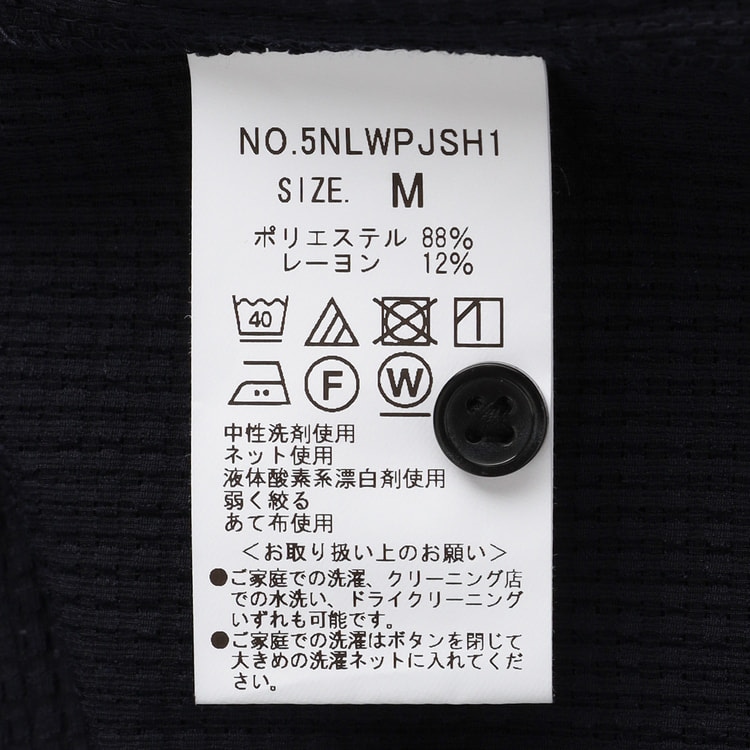 NO.5NLWPJSH1
SIZE. M
ポリエステル 88%
レーヨン 12%
40
F W
中性洗剤使用
ネット使用
液体酸素系漂白剤使用
弱く絞る
あて布使用
＜お取り扱い上のお願い＞
●ご家庭での洗濯、クリーニング店
での水洗い、ドライクリーニング
いずれも可能です。
●ご家庭での洗濯はボタンを閉じて
大きめの洗濯ネットに入れてくだ
さい。